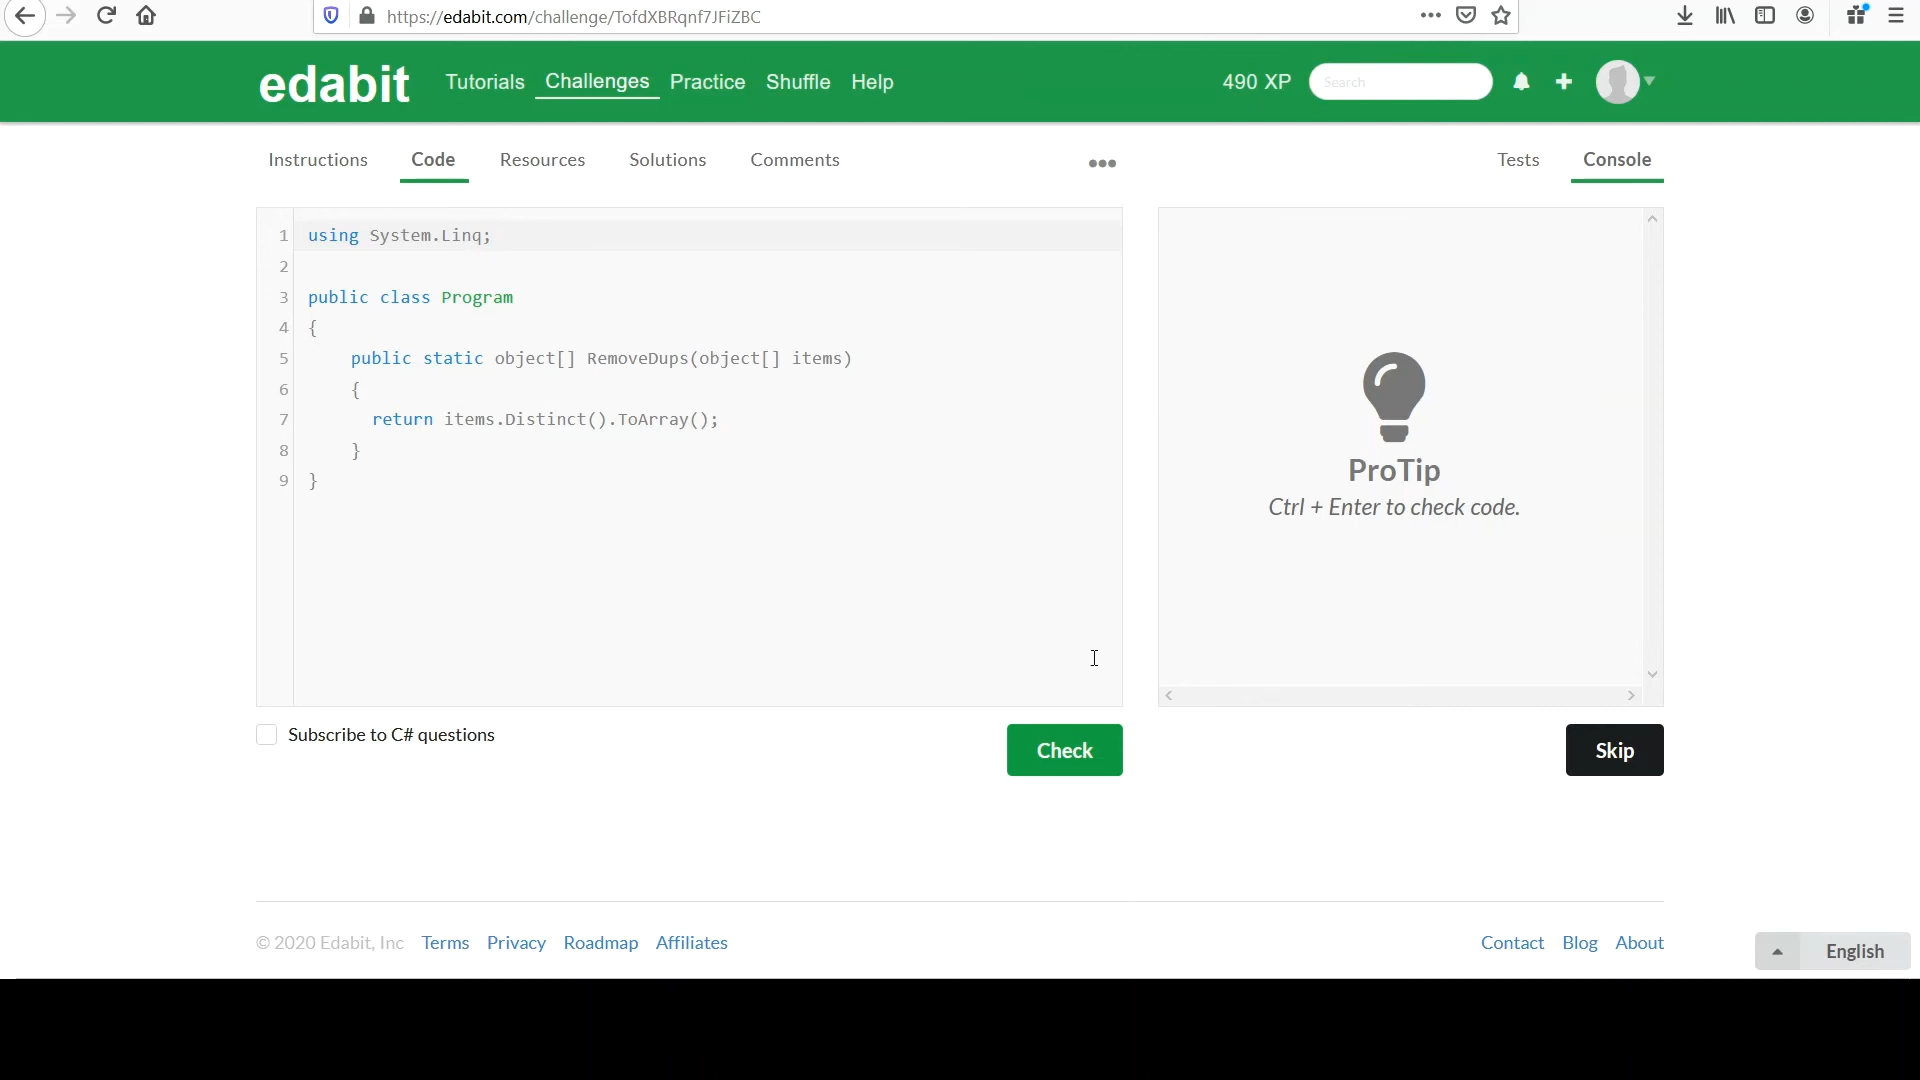 https://edabit.com/challenge/TofdXBRqnf7JFiZBC
edabit Tutorials Challenges Practice Shuffle Help 490 XP Search
Instructions Code Resources Solutions Comments Tests Console
1 using System.Linq;
2
3 public class Program
4 {
5 public static object[] RemoveDups(object[] items)
6 {
7 return items.Distinct().ToArray();
8 }
9 }
ProTip
Ctrl + Enter to check code.
Subscribe to C# questions
Check
Skip
© 2020 Edabit, Inc Terms Privacy Roadmap Affiliates Contact Blog About
English